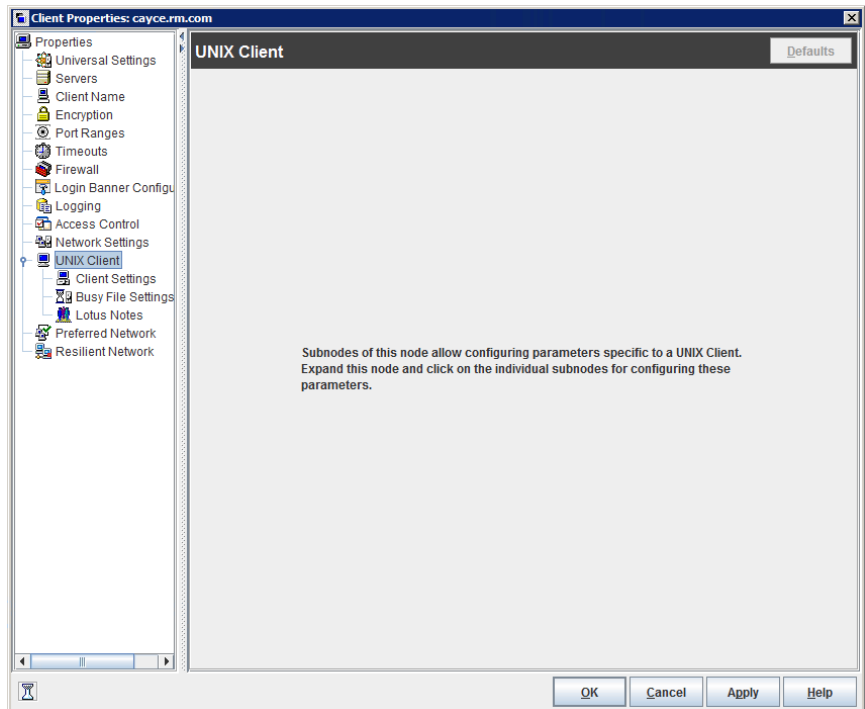 Client Properties: cayce.rm.com
Properties
Universal Settings
Servers
Client Name
Encryption
Port Ranges
Timeouts
Firewall
Login Banner Configu
Logging
Access Control
Network Settings
UNIX Client
Client Settings
Busy File Settings
Lotus Notes
Preferred Network
Resilient Network
UNIX Client
Defaults
Subnodes of this node allow configuring parameters specific to a UNIX Client.
Expand this node and click on the individual subnodes for configuring these
parameters.
OK
Cancel
Apply
Help